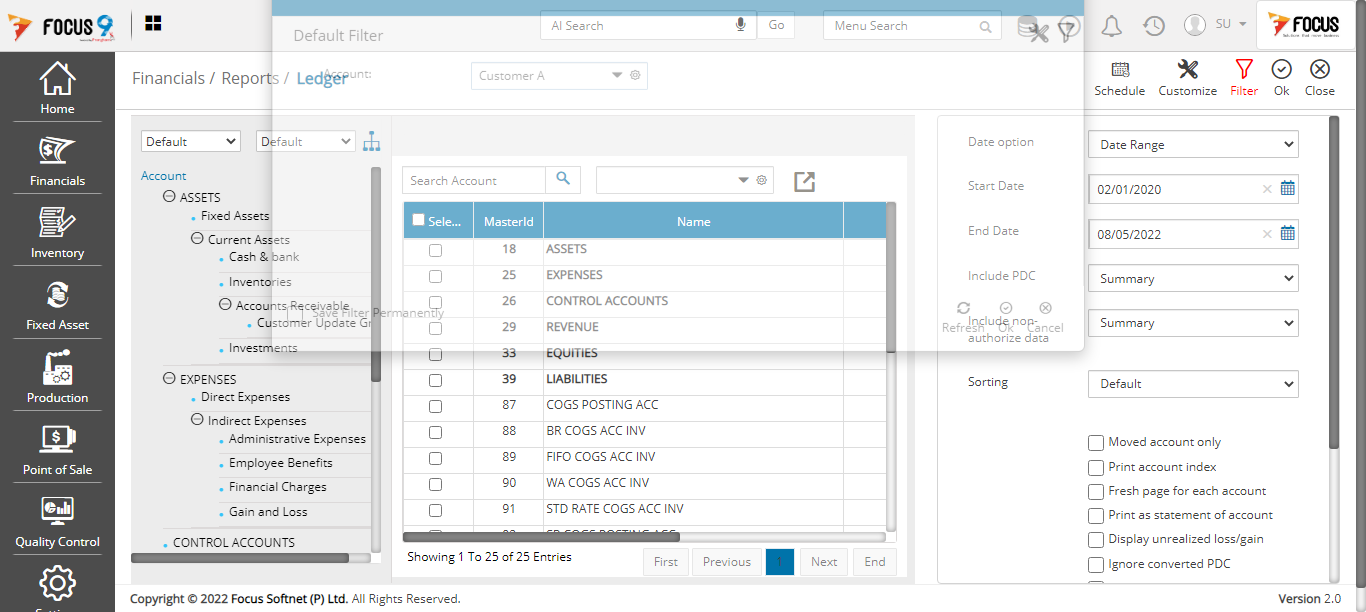 FOCUS 9
Default Filter
AI Search
Go
Menu Search
SU
FOCUS
Financials / Reports / Ledger
Account:
Customer A
Schedule
Customize
Filter
Ok
Close
Home
Financials
Inventory
Fixed Asset
Production
Point of Sale
Quality Control
Default
Default
Account
ASSETS
Fixed Assets
Current Assets
Cash & bank
Inventories
Accounts Receivable
Customer Update Gr
Investments
EXPENSES
Direct Expenses
Indirect Expenses
Administrative Expenses
Employee Benefits
Financial Charges
Gain and Loss
CONTROL ACCOUNTS
Search Account
Sele... MasterId Name
18 ASSETS
25 EXPENSES
26 CONTROL ACCOUNTS
29 REVENUE
33 EQUITIES
39 LIABILITIES
87 COGS POSTING ACC
88 BR COGS ACC INV
89 FIFO COGS ACC INV
90 WA COGS ACC INV
91 STD RATE COGS ACC INV
Save Filter Permanently
Refresh
Ok
Cancel
Showing 1 To 25 of 25 Entries
First
Previous
1
Next
End
Date option
Date Range
Start Date
02/01/2020
End Date
08/05/2022
Include PDC
Summary
Include non-
authorize data
Summary
Sorting
Default
Moved account only
Print account index
Fresh page for each account
Print as statement of account
Display unrealized loss/gain
Ignore converted PDC
Copyright © 2022 Focus Softnet (P) Ltd. All Rights Reserved.
Version 2.0